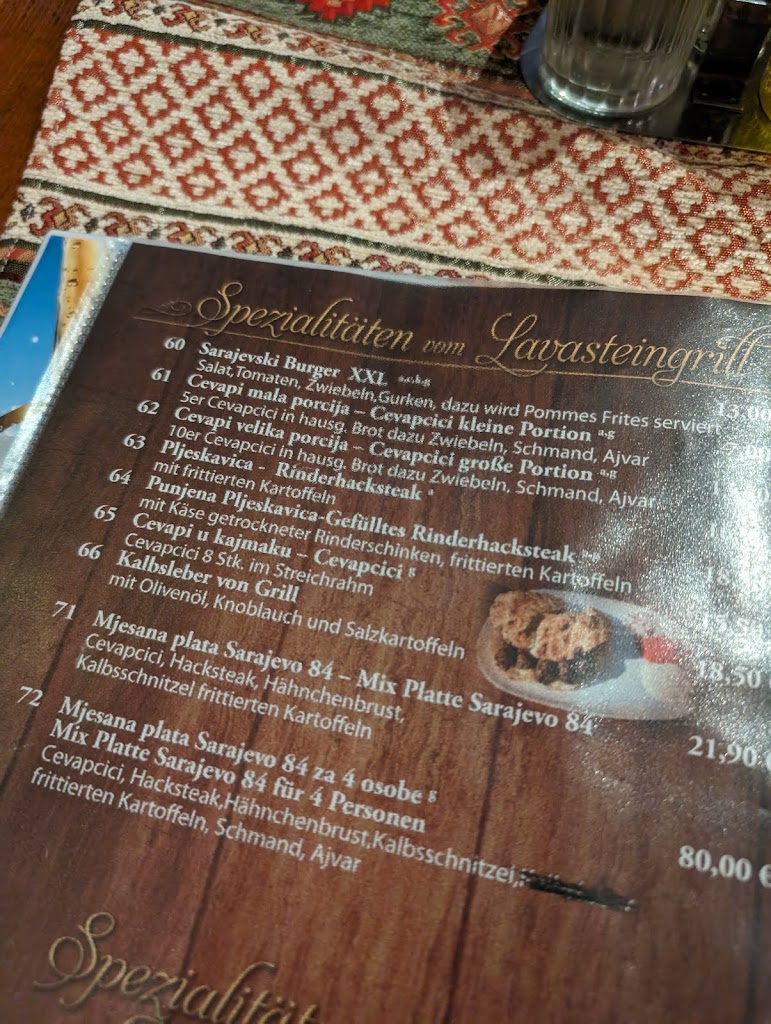 Spezialitäten vom Lavasteingrill
60 Sarajevski Burger XXL a,c,k,g 13,00
Salat,Tomaten, Zwiebeln,Gurken, dazu wird Pommes Frites serviert
61 Cevapi mala porcija – Cevapcici kleine Portion a,g
5er Cevapcici in hausg. Brot dazu Zwiebeln, Schmand, Ajvar
62 Cevapi velika porcija – Cevapcici große Portion a,g
10er Cevapcici in hausg. Brot dazu Zwiebeln, Schmand, Ajvar
63 Pljeskavica - Rinderhacksteak
mit frittierten Kartoffeln
64 Punjena Pljeskavica-Gefülltes Rinderhacksteak
mit Käse getrockneter Rinderschinken, frittierten Kartoffeln
65 Cevapi u kajmaku – Cevapcici g
Cevapcici 8 Stk. im Streichrahm
66 Kalbsleber von Grill 18,50
mit Olivenöl, Knoblauch und Salzkartoffeln
71 Mjesana plata Sarajevo 84 – Mix Platte Sarajevo 84 21,90 €
Cevapcici, Hacksteak, Hähnchenbrust,
Kalbsschnitzel frittierten Kartoffeln
72 Mjesana plata Sarajevo 84 za 4 osobe g
Mix Platte Sarajevo 84 für 4 Personen 80,00 €
Cevapcici, Hacksteak,Hähnchenbrust,Kalbsschnitzel,
frittierten Kartoffeln, Schmand, Ajvar